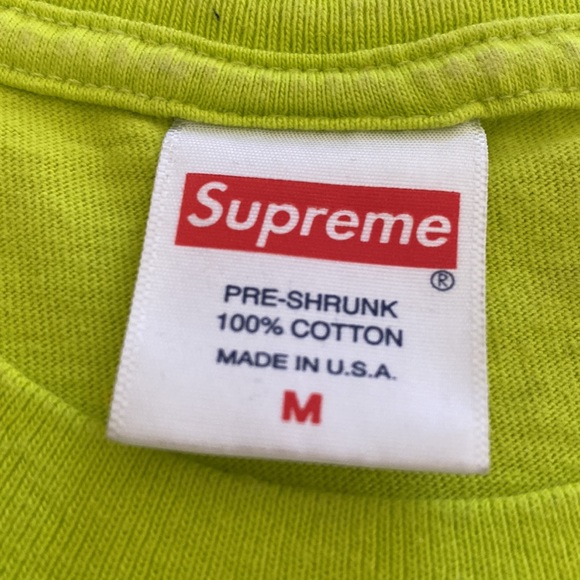 Supreme
®
PRE-SHRUNK
100% COTTON
MADE IN U.S.A.
M